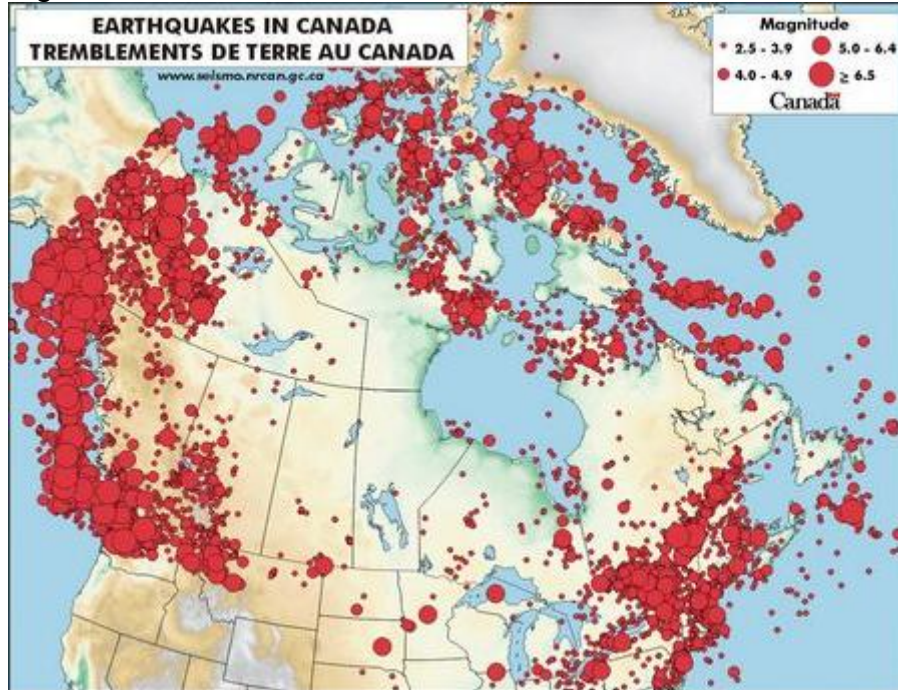 EARTHQUAKES IN CANADA
TREMBLEMENTS DE TERRE AU CANADA
www.seismo.nrcan.gc.ca
Magnitude
2.5 - 3.9
5.0 - 6.4
4.0 - 4.9
≥ 6.5
Canada